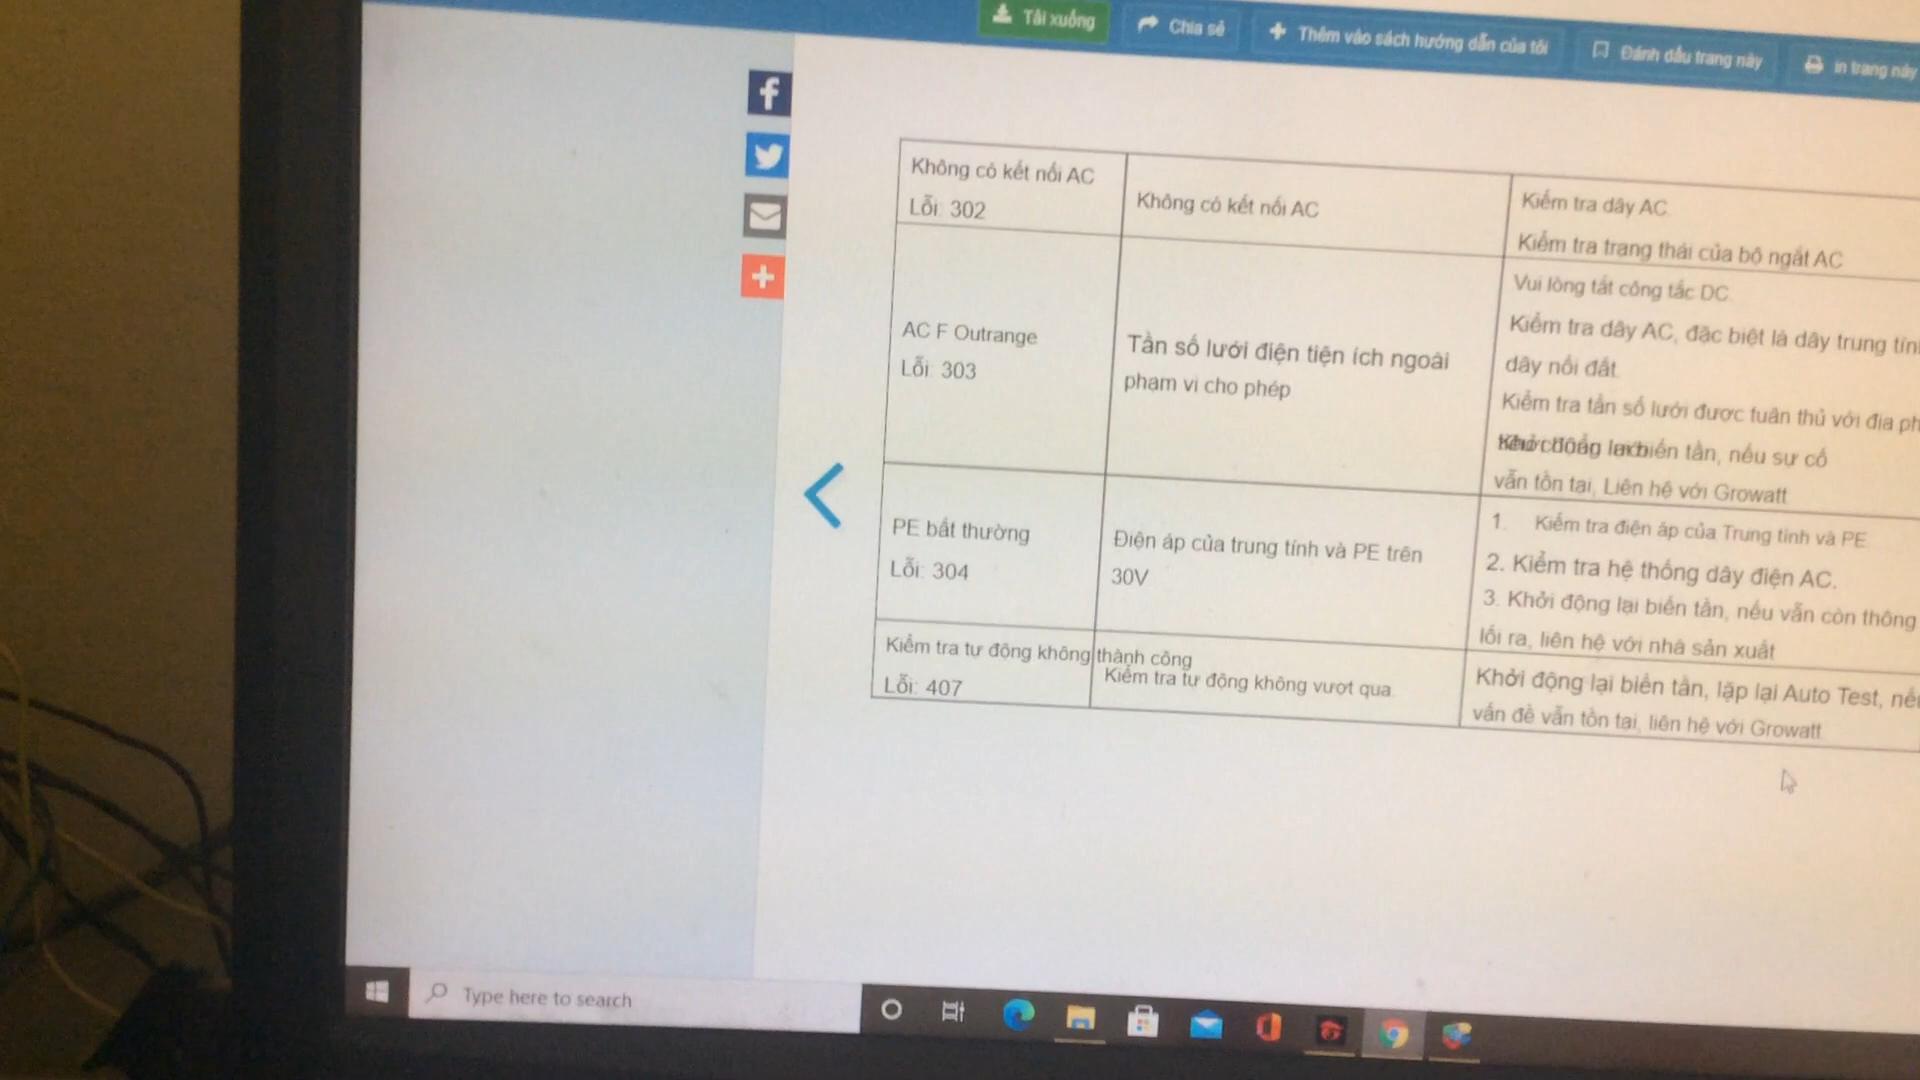 Tải xuống
Chia sẻ
Thêm vào sách hướng dẫn của tôi
Đánh dấu trang này
in trang này
Không có kết nối AC
Lỗi: 302
Không có kết nối AC
Kiểm tra dây AC.
Kiểm tra trạng thái của bộ ngắt AC
AC F Outrange
Lỗi: 303
Tần số lưới điện tiện ích ngoài
phạm vi cho phép
Vui lòng tắt công tắc DC.
Kiểm tra dây AC, đặc biệt là dây trung tín
dây nối đất.
Kiểm tra tần số lưới được tuân thủ với địa ph
biến tần, nếu sự cố
vẫn tồn tại, Liên hệ với Growatt
PE bất thường
Lỗi: 304
Điện áp của trung tính và PE trên
30V
1. Kiểm tra điện áp của Trung tính và PE.
2. Kiểm tra hệ thống dây điện AC.
3. Khởi động lại biến tần, nếu vẫn còn thông
lỗi ra, liên hệ với nhà sản xuất
Kiểm tra tự động không thành công
Lỗi: 407
Kiểm tra tự động không vượt qua.
Khởi động lại biến tần, lặp lại Auto Test, nếu
vấn đề vẫn tồn tại, liên hệ với Growatt.
Type here to search